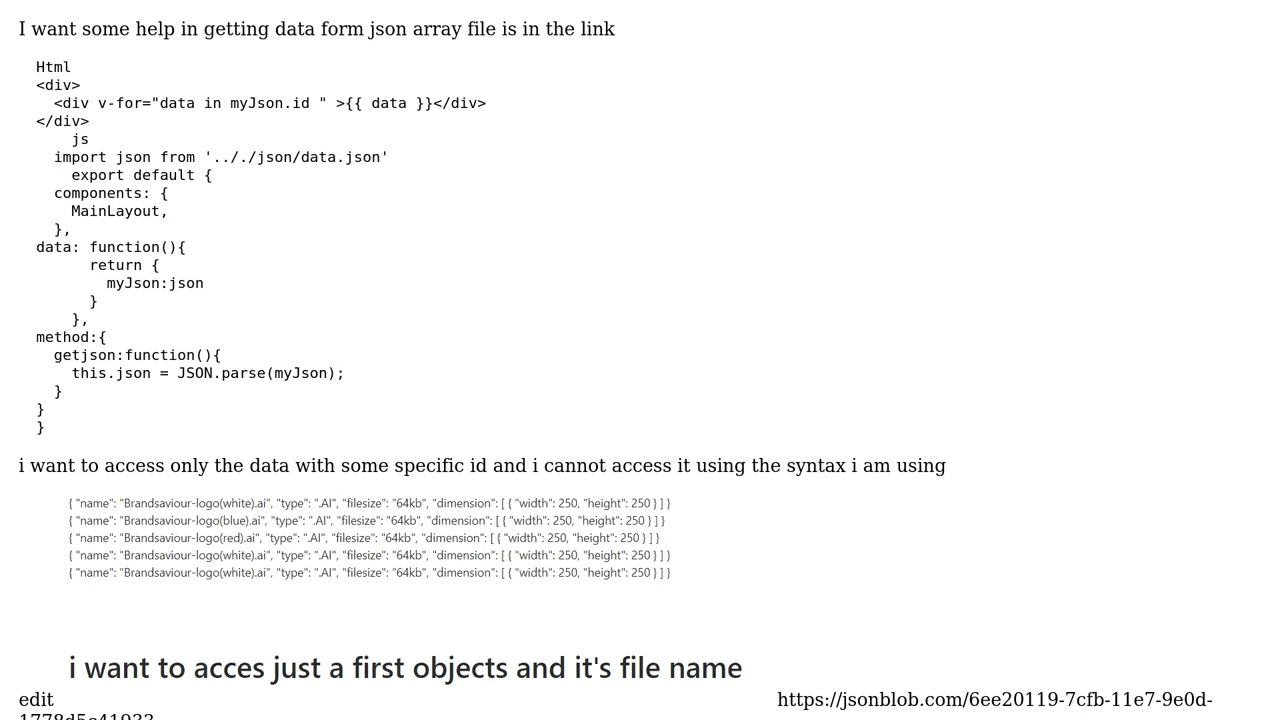 I want some help in getting data form json array file is in the link
Html
<div>
<div v-for="data in myJson.id " >{{ data }}</div>
</div>
js
import json from '.././json/data.json'
export default {
components: {
MainLayout,
},
data: function(){
return {
myJson:json
}
},
method:{
getjson:function(){
this.json = JSON.parse(myJson);
}
}
}
i want to access only the data with some specific id and i cannot access it using the syntax i am using
{ "name": "Brandsaviour-logo(white).ai", "type": ".AI", "filesize": "64kb", "dimension": [ { "width": 250, "height": 250 } ] }
{ "name": "Brandsaviour-logo(blue).ai", "type": ".AI", "filesize": "64kb", "dimension": [ { "width": 250, "height": 250 } ] }
{ "name": "Brandsaviour-logo(red).ai", "type": ".AI", "filesize": "64kb", "dimension": [ { "width": 250, "height": 250 } ] }
{ "name": "Brandsaviour-logo(white).ai", "type": ".AI", "filesize": "64kb", "dimension": [ { "width": 250, "height": 250 } ] }
{ "name": "Brandsaviour-logo(white).ai", "type": ".AI", "filesize": "64kb", "dimension": [ { "width": 250, "height": 250 } ] }
i want to acces just a first objects and it's file name
edit https://jsonblob.com/6ee20119-7cfb-11e7-9e0d-